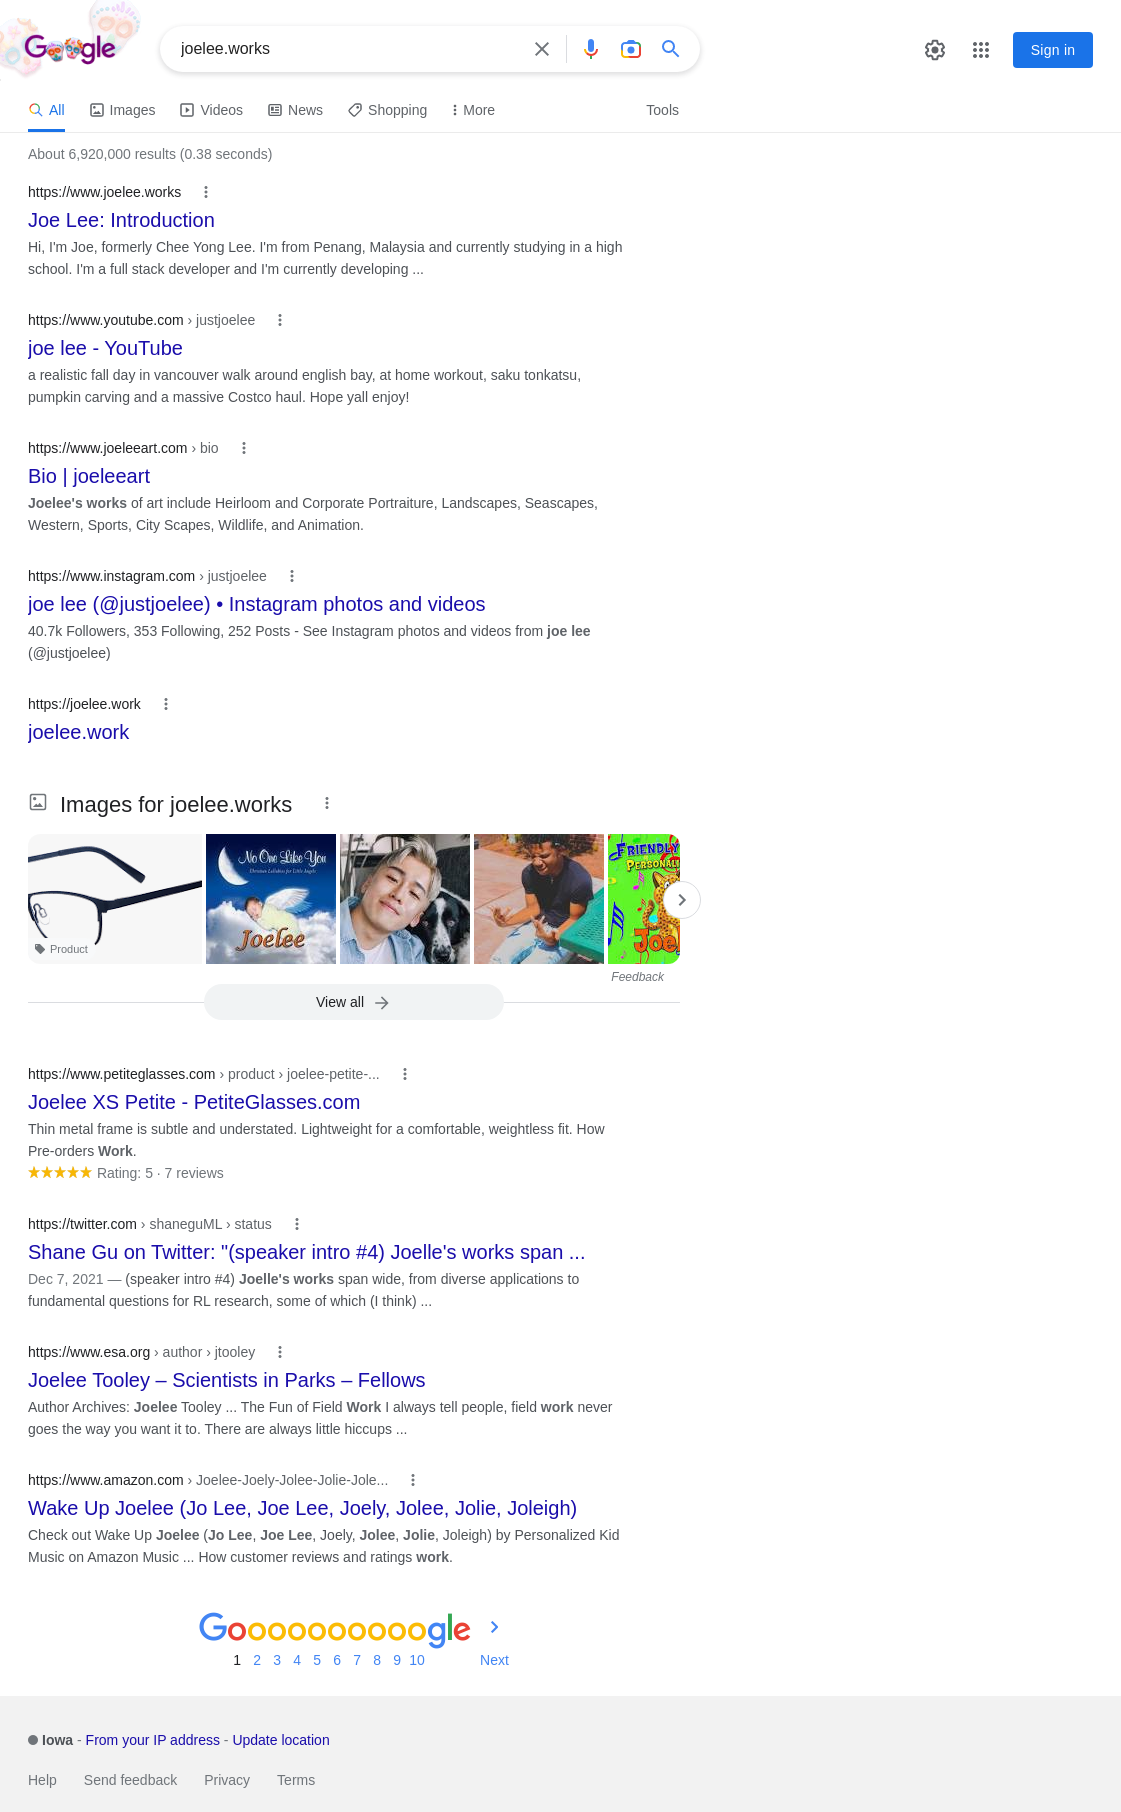 Google
joelee.works
Sign in
All Images Videos News Shopping More Tools
About 6,920,000 results (0.38 seconds)
https://www.joelee.works
Joe Lee: Introduction
Hi, I'm Joe, formerly Chee Yong Lee. I'm from Penang, Malaysia and currently studying in a high
school. I'm a full stack developer and I'm currently developing ...
https://www.youtube.com › justjoelee
joe lee - YouTube
a realistic fall day in vancouver walk around english bay, at home workout, saku tonkatsu,
pumpkin carving and a massive Costco haul. Hope yall enjoy!
https://www.joeleeart.com › bio
Bio | joeleeart
Joelee's works of art include Heirloom and Corporate Portraiture, Landscapes, Seascapes,
Western, Sports, City Scapes, Wildlife, and Animation.
https://www.instagram.com › justjoelee
joe lee (@justjoelee) • Instagram photos and videos
40.7k Followers, 353 Following, 252 Posts - See Instagram photos and videos from joe lee
(@justjoelee)
https://joelee.work
joelee.work
Images for joelee.works
Product
No One Like You
Christian Lullabies for Little Angels
Joelee
FRIENDLY
PERSONAL
Joe
Feedback
View all
https://www.petiteglasses.com › product › joelee-petite-...
Joelee XS Petite - PetiteGlasses.com
Thin metal frame is subtle and understated. Lightweight for a comfortable, weightless fit. How
Pre-orders Work.
Rating: 5 · 7 reviews
https://twitter.com › shaneguML › status
Shane Gu on Twitter: "(speaker intro #4) Joelle's works span ...
Dec 7, 2021 — (speaker intro #4) Joelle's works span wide, from diverse applications to
fundamental questions for RL research, some of which (I think) ...
https://www.esa.org › author › jtooley
Joelee Tooley – Scientists in Parks – Fellows
Author Archives: Joelee Tooley ... The Fun of Field Work I always tell people, field work never
goes the way you want it to. There are always little hiccups ...
https://www.amazon.com › Joelee-Joely-Jolee-Jolie-Jole...
Wake Up Joelee (Jo Lee, Joe Lee, Joely, Jolee, Jolie, Joleigh)
Check out Wake Up Joelee (Jo Lee, Joe Lee, Joely, Jolee, Jolie, Joleigh) by Personalized Kid
Music on Amazon Music ... How customer reviews and ratings work.
Goooooooooogle
1 2 3 4 5 6 7 8 9 10 Next
Iowa - From your IP address - Update location
Help Send feedback Privacy Terms